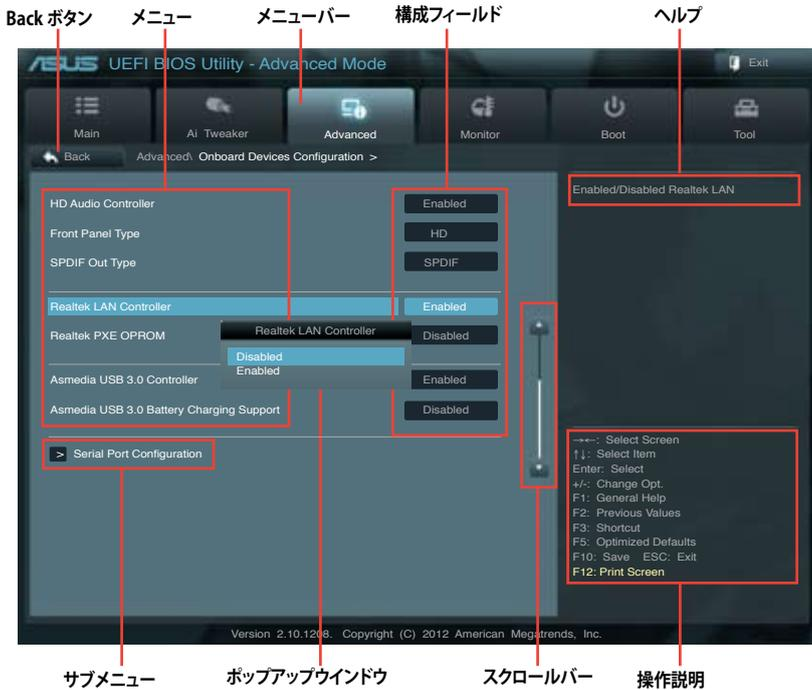 Back ボタン
メニュー
メニューバー
構成フィールド
ヘルプ
ASUS UEFI BIOS Utility - Advanced Mode
Exit
Main
Ai Tweaker
Advanced
Monitor
Boot
Tool
Back
Advanced\ Onboard Devices Configuration >
Enabled/Disabled Realtek LAN
HD Audio Controller
Enabled
Front Panel Type
HD
SPDIF Out Type
SPDIF
Realtek LAN Controller
Enabled
Realtek PXE OPROM
Disabled
Realtek LAN Controller
Disabled
Enabled
Asmedia USB 3.0 Controller
Enabled
Asmedia USB 3.0 Battery Charging Support
Disabled
> Serial Port Configuration
→←: Select Screen
↑↓: Select Item
Enter: Select
+/-: Change Opt.
F1: General Help
F2: Previous Values
F3: Shortcut
F5: Optimized Defaults
F10: Save ESC: Exit
F12: Print Screen
Version 2.10.1208. Copyright (C) 2012 American Megatrends, Inc.
サブメニュー
ポップアップウインドウ
スクロールバー
操作説明